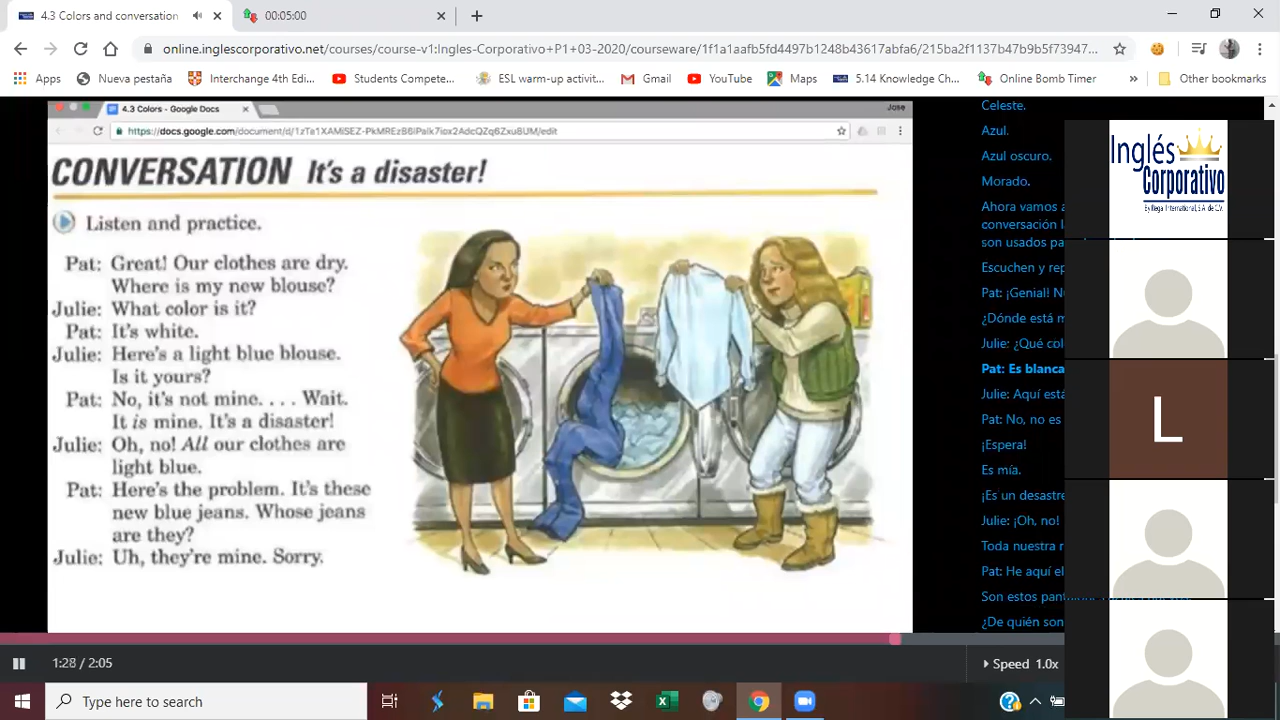 4.3 Colors and conversation
00:05:00
online.inglescorporativo.net/courses/course-v1:Ingles-Corporativo+P1+03-2020/courseware/1f1a1aafb5fd4497b1248b43617abfa6/215ba2f1137b47b9b5f73947...
Apps
Nueva pestaña
Interchange 4th Edi...
Students Compete...
ESL warm-up activit...
Gmail
YouTube
Maps
5.14 Knowledge Ch...
Online Bomb Timer
»
Other bookmarks
4.3 Colors - Google Docs
Jose
CONVERSATION It's a disaster!
Listen and practice.
Pat: Great! Our clothes are dry.
Where is my new blouse?
Julie: What color is it?
Pat: It's white.
Julie: Here's a light blue blouse.
Is it yours?
Pat: No, it's not mine. . . . Wait.
It is mine. It's a disaster!
Julie: Oh, no! All our clothes are
light blue.
Pat: Here's the problem. It's these
new blue jeans. Whose jeans
are they?
Julie: Uh, they're mine. Sorry.
Celeste.
Azul.
Azul oscuro.
Morado.
Ahora vamos a
conversación
son usados
Escuchen y
Pat: ¡Genial!
¿Dónde está
Julie: ¿Qué
Pat: Es blanca
Julie: Aquí está
Pat: No, no es
¡Espera!
Es mía.
¡Es un desastre
Julie: ¡Oh, no!
Toda nuestra
Pat: He aquí el
Son estos
¿De quién son
Inglés
Corporativo
L
1:28 / 2:05
Speed 1.0x
Type here to search